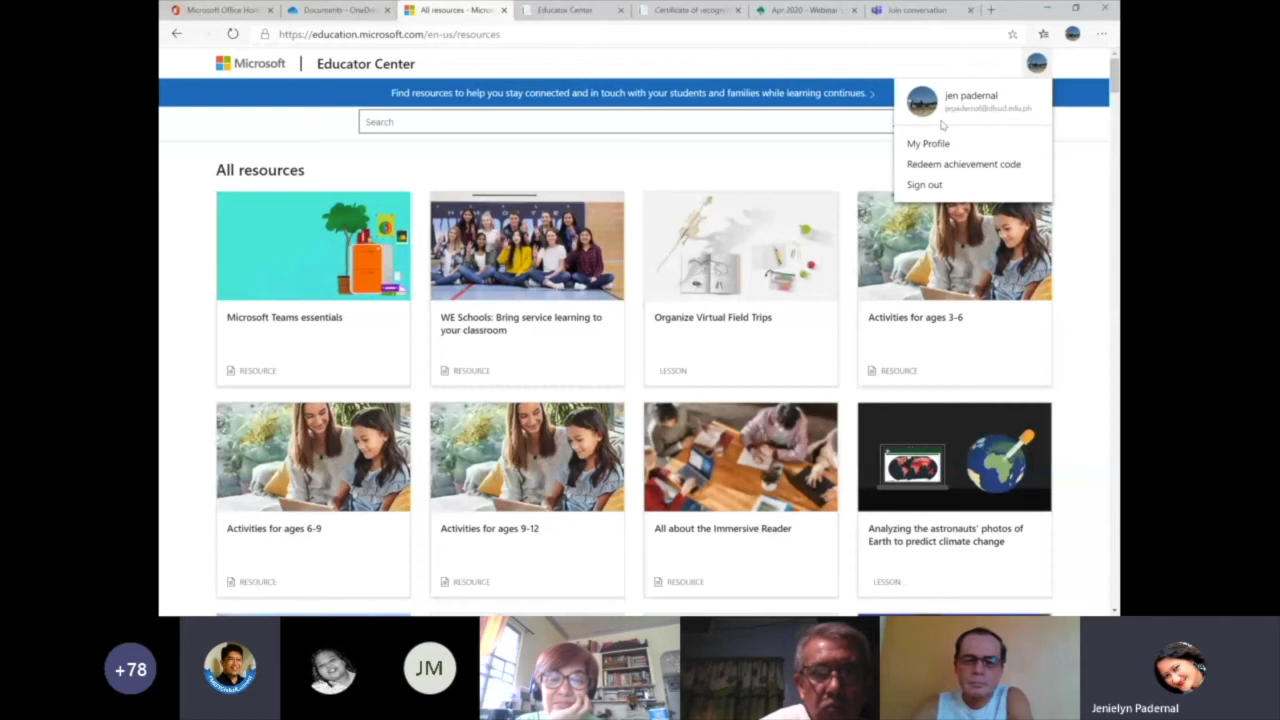 Microsoft Office Hom
Documents - OneDriv
All resources - Micros
Educator Center
Certificate of recogni
Apr 2020 - Webinar
Join conversation
https://education.microsoft.com/en-us/resources
Microsoft | Educator Center
Find resources to help you stay connected and in touch with your students and families while learning continues.
jen padernal
Search
My Profile
Redeem achievement code
Sign out
All resources
Microsoft Teams essentials
RESOURCE
WE Schools: Bring service learning to
your classroom
RESOURCE
Organize Virtual Field Trips
LESSON
Activities for ages 3-6
RESOURCE
Activities for ages 6-9
RESOURCE
Activities for ages 9-12
RESOURCE
All about the Immersive Reader
RESOURCE
Analyzing the astronauts' photos of
Earth to predict climate change
LESSON
+78
JM
Jenielyn Padernal